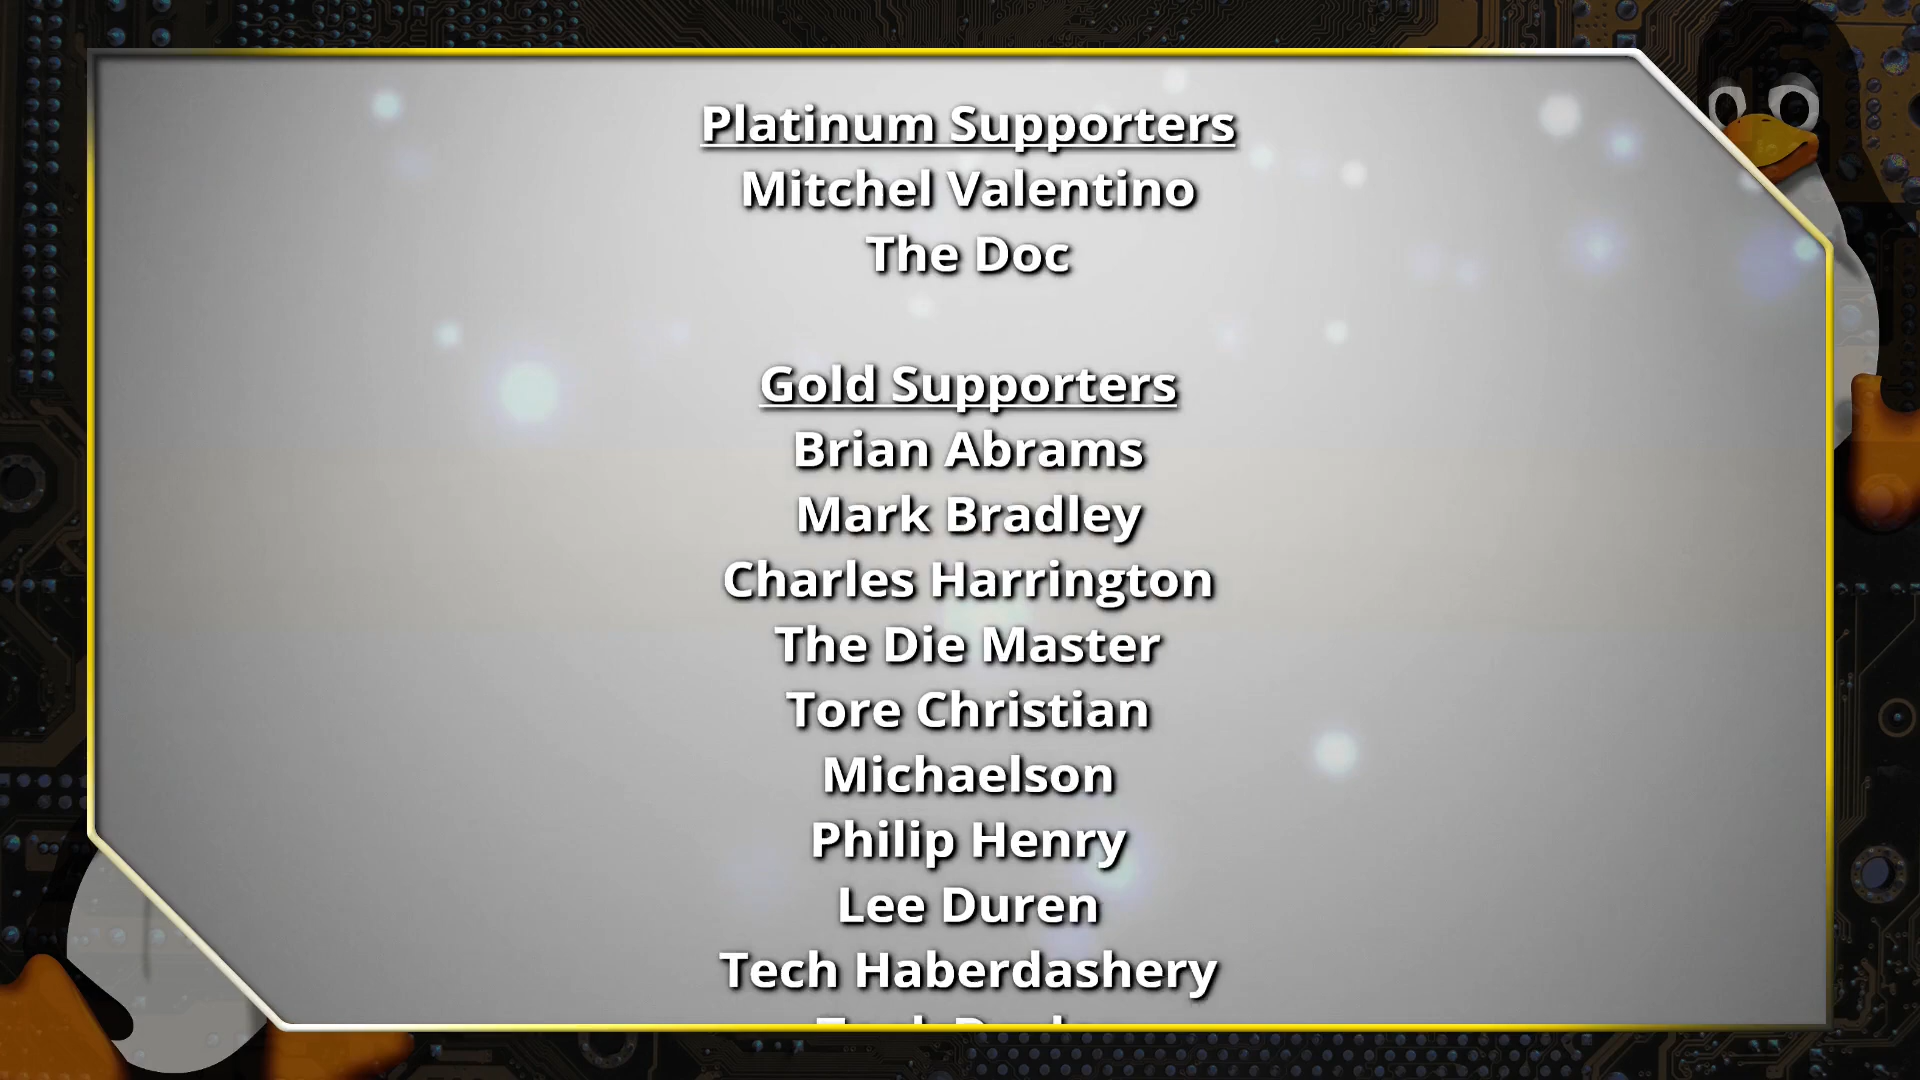 Platinum Supporters
Mitchel Valentino
The Doc
Gold Supporters
Brian Abrams
Mark Bradley
Charles Harrington
The Die Master
Tore Christian
Michaelson
Philip Henry
Lee Duren
Tech Haberdashery